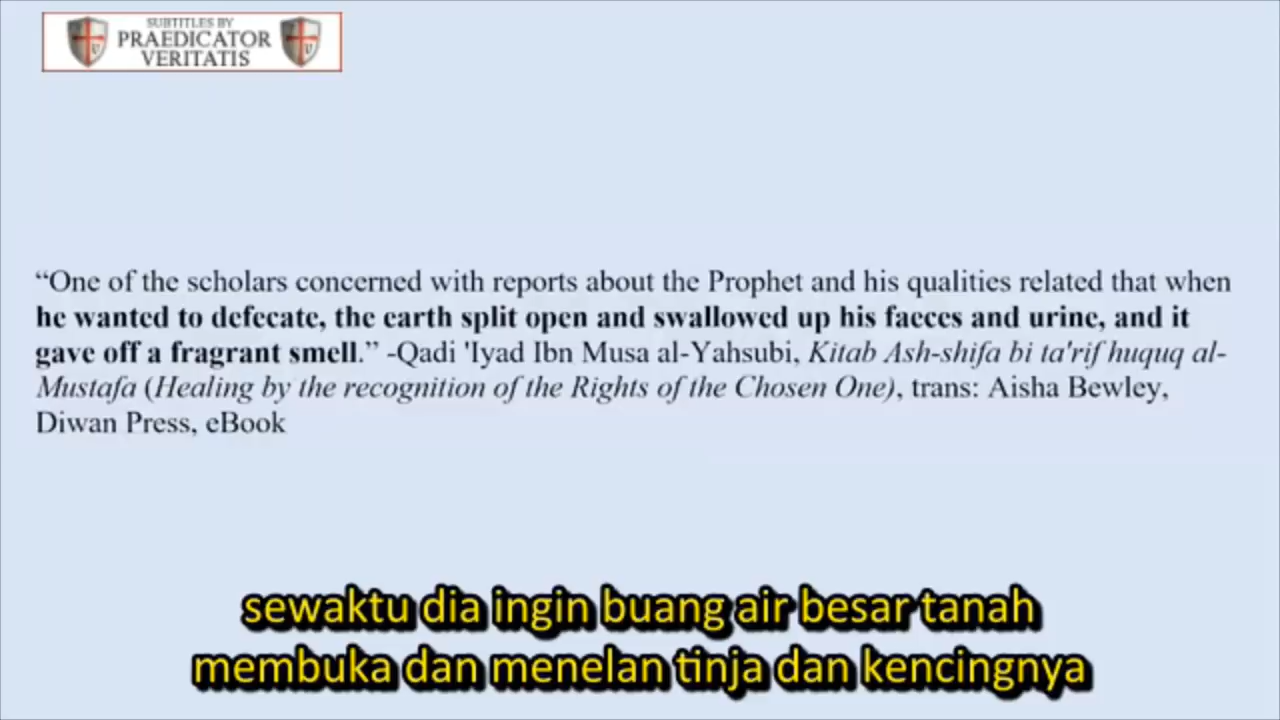 SUBTITLES BY
PRAEDICATOR
VERITATIS
“One of the scholars concerned with reports about the Prophet and his qualities related that when
he wanted to defecate, the earth split open and swallowed up his faeces and urine, and it
gave off a fragrant smell.” -Qadi 'Iyad Ibn Musa al-Yahsubi, Kitab Ash-shifa bi ta'rif huquq al-
Mustafa (Healing by the recognition of the Rights of the Chosen One), trans: Aisha Bewley,
Diwan Press, eBook
sewaktu dia ingin buang air besar tanah
membuka dan menelan tinja dan kencingnya